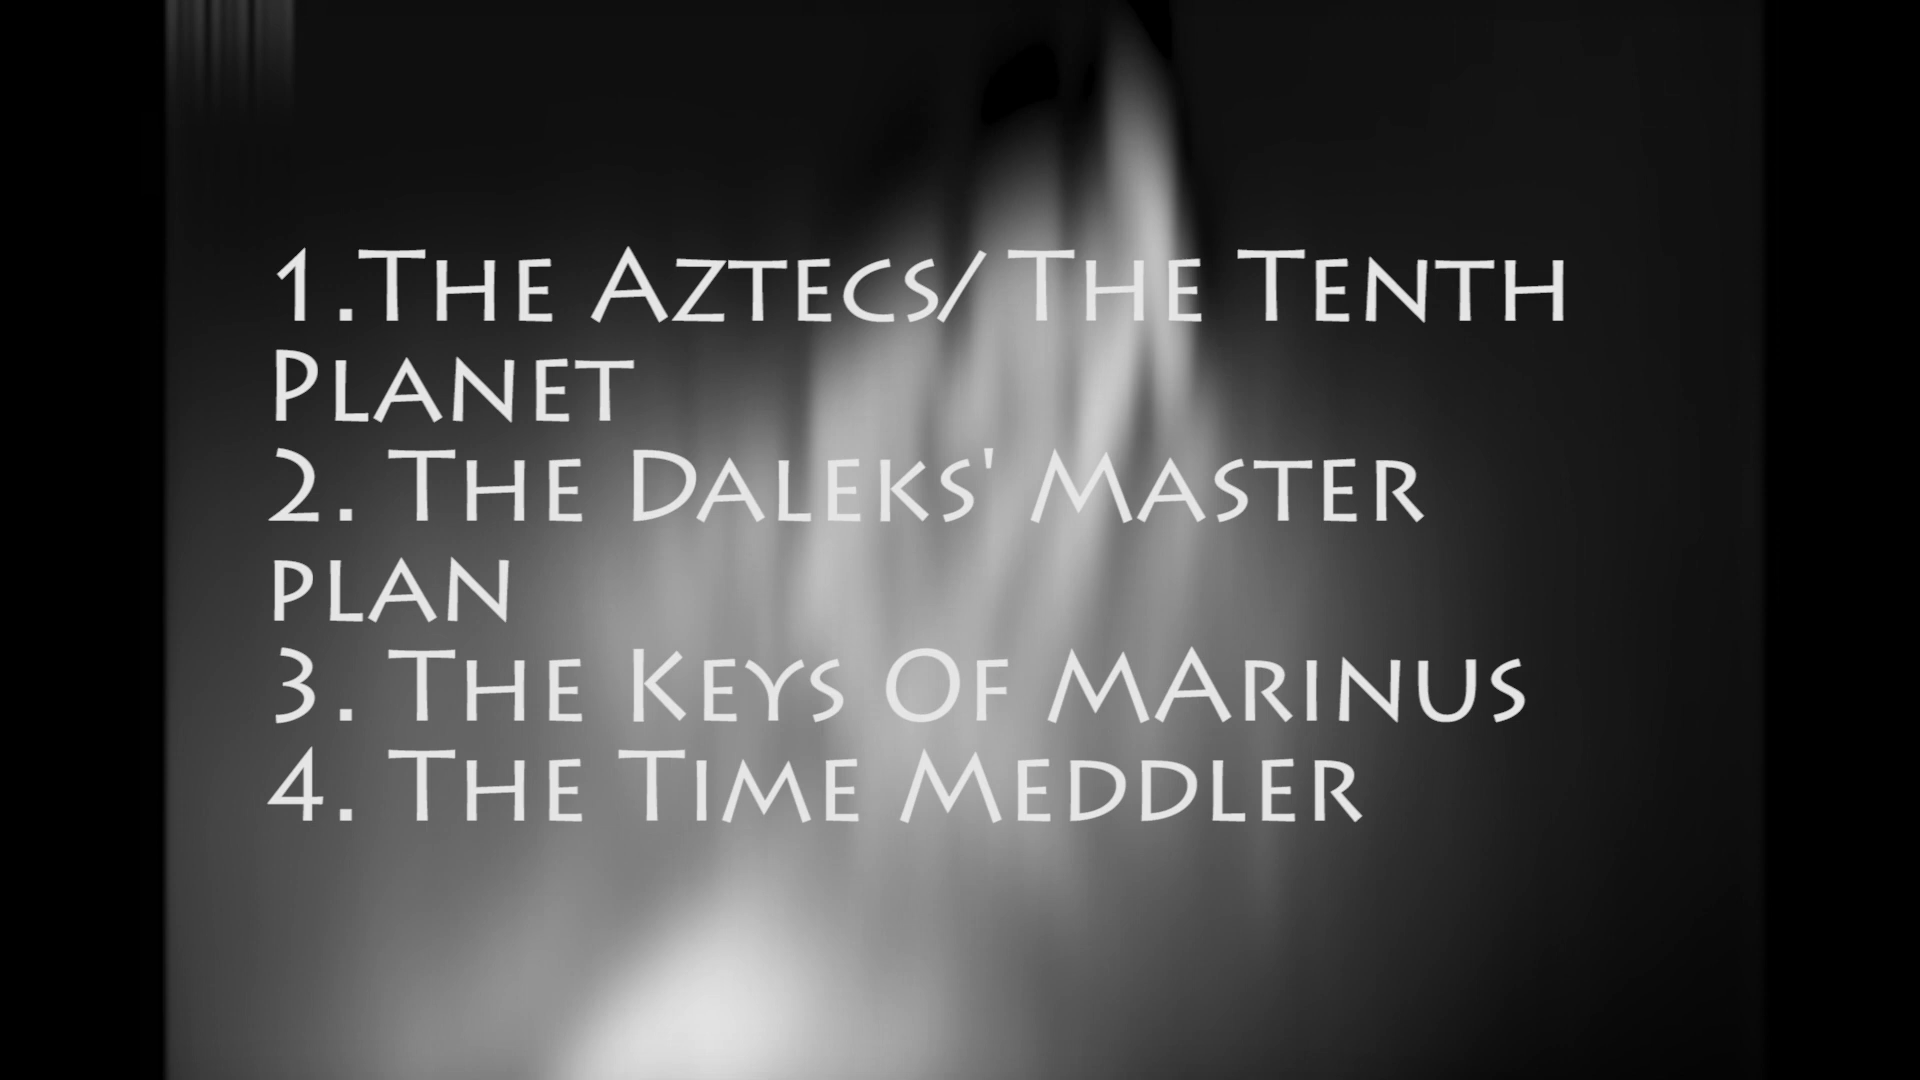 1.The Aztecs/ The Tenth
Planet
2. The Daleks' Master
plan
3. The Keys Of MArinus
4. The Time Meddler